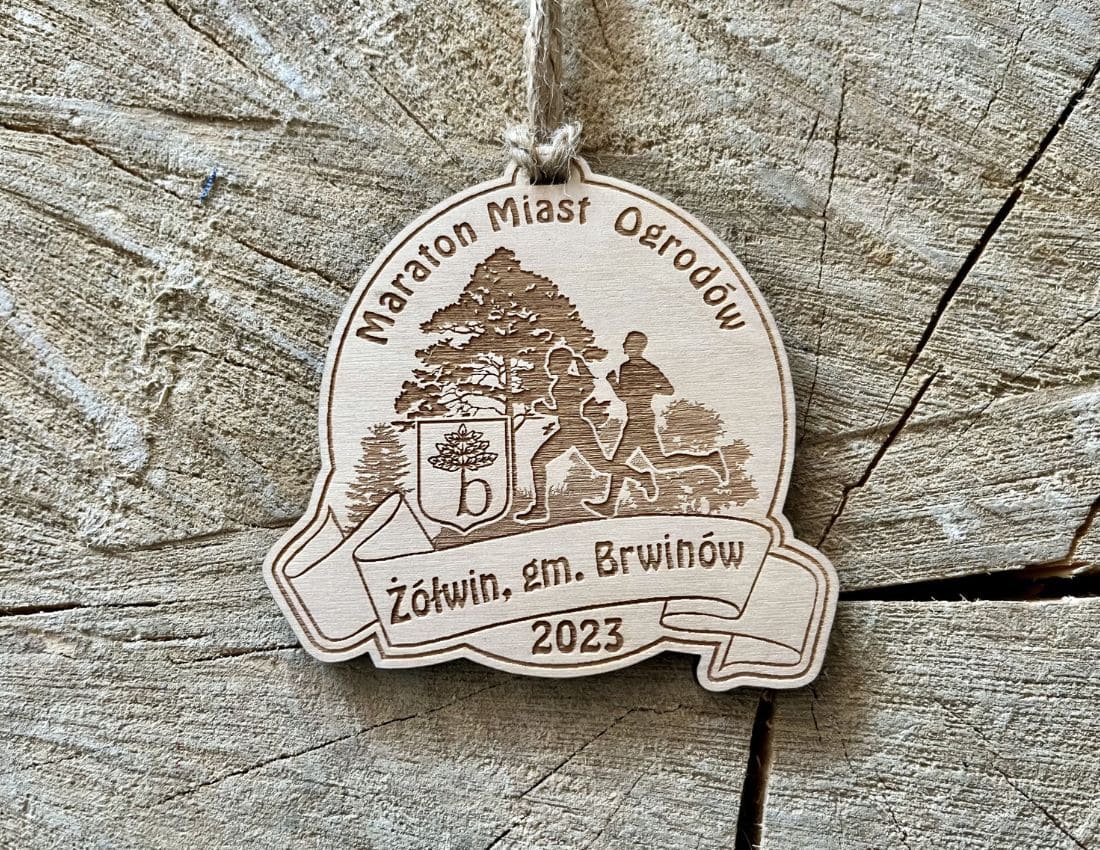 Maraton Miast Ogrodów
b
Żółwin, gm. Brwinów
2023